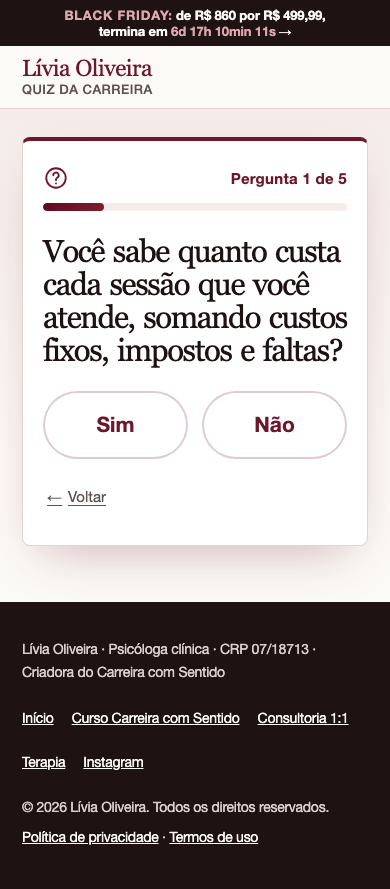 BLACK FRIDAY: de R$ 860 por R$ 499,99,
termina em 6d 17h 10min 11s →
Lívia Oliveira
QUIZ DA CARREIRA
Pergunta 1 de 5
Você sabe quanto custa
cada sessão que você
atende, somando custos
fixos, impostos e faltas?
Sim Não
← Voltar
Lívia Oliveira · Psicóloga clínica · CRP 07/18713 ·
Criadora do Carreira com Sentido
Início Curso Carreira com Sentido Consultoria 1:1
Terapia Instagram
© 2026 Lívia Oliveira. Todos os direitos reservados.
Política de privacidade · Termos de uso